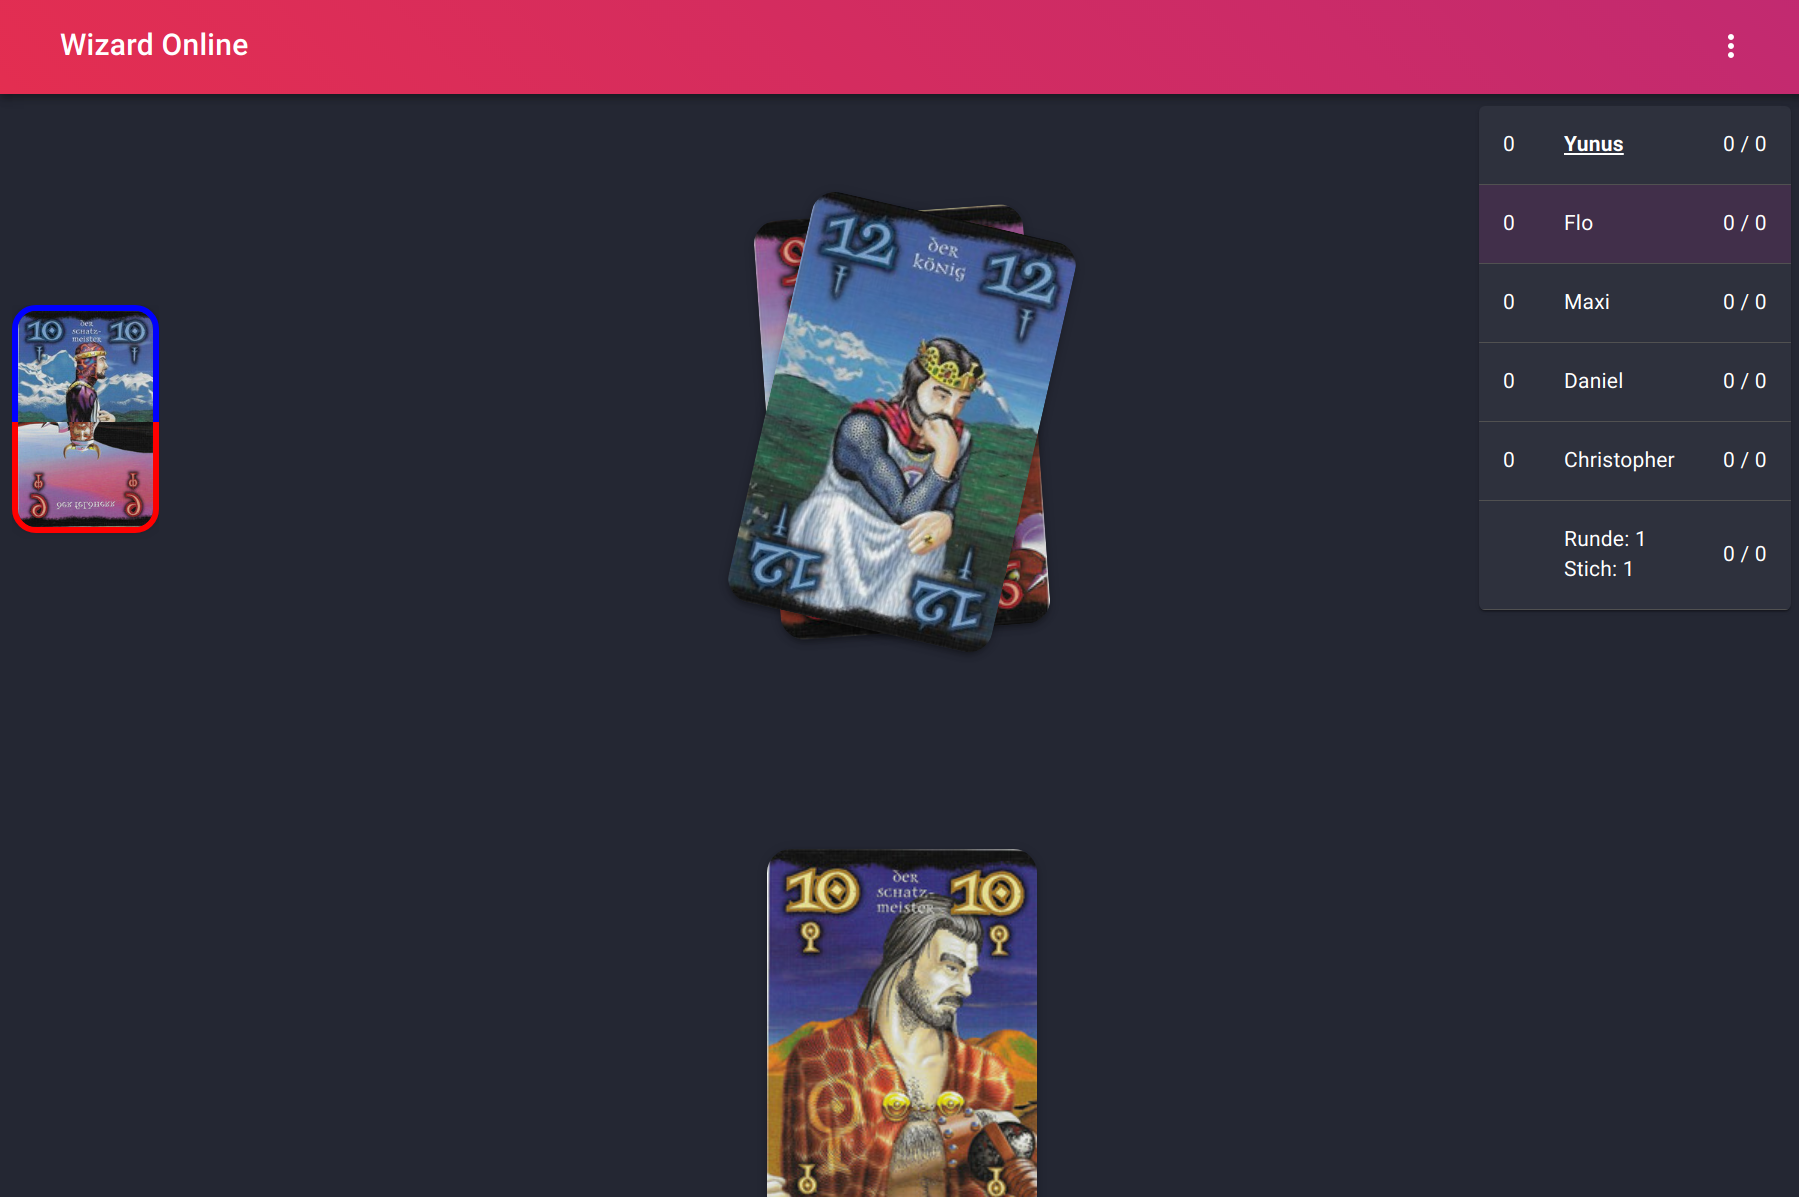 Wizard Online
0 Yunus 0 / 0
0 Flo 0 / 0
0 Maxi 0 / 0
0 Daniel 0 / 0
0 Christopher 0 / 0
Runde: 1
Stich: 1
0 / 0
12 der könig 12
12 12
9
10 der schatz-meister 10
der feldherr
10 der schatz-meister 10